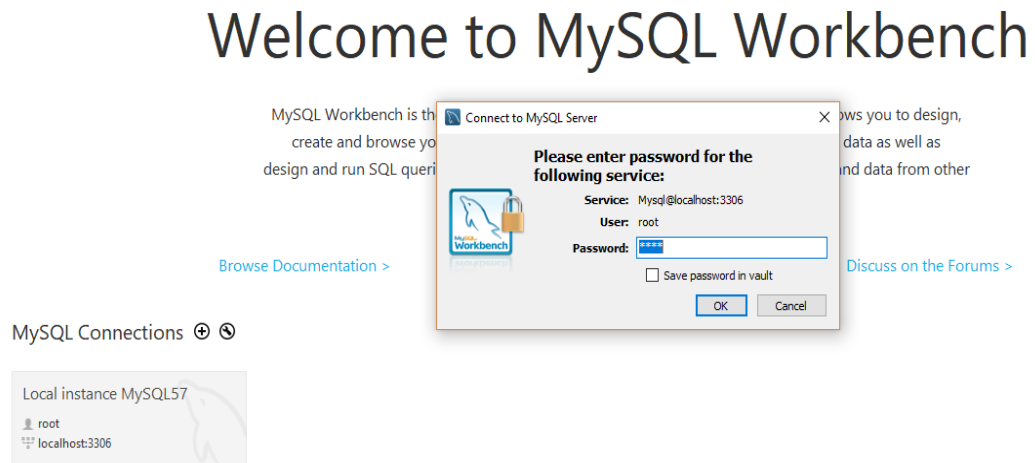 Welcome to MySQL Workbench
MySQL Workbench is th
ows you to design,
create and browse yo
data as well as
design and run SQL queri
nd data from other
Connect to MySQL Server
Please enter password for the
following service:
Service: Mysql@localhost:3306
User: root
Password: ****
Save password in vault
OK Cancel
MySQL
Workbench
Browse Documentation >
Discuss on the Forums >
MySQL Connections
Local instance MySQL57
root
localhost:3306